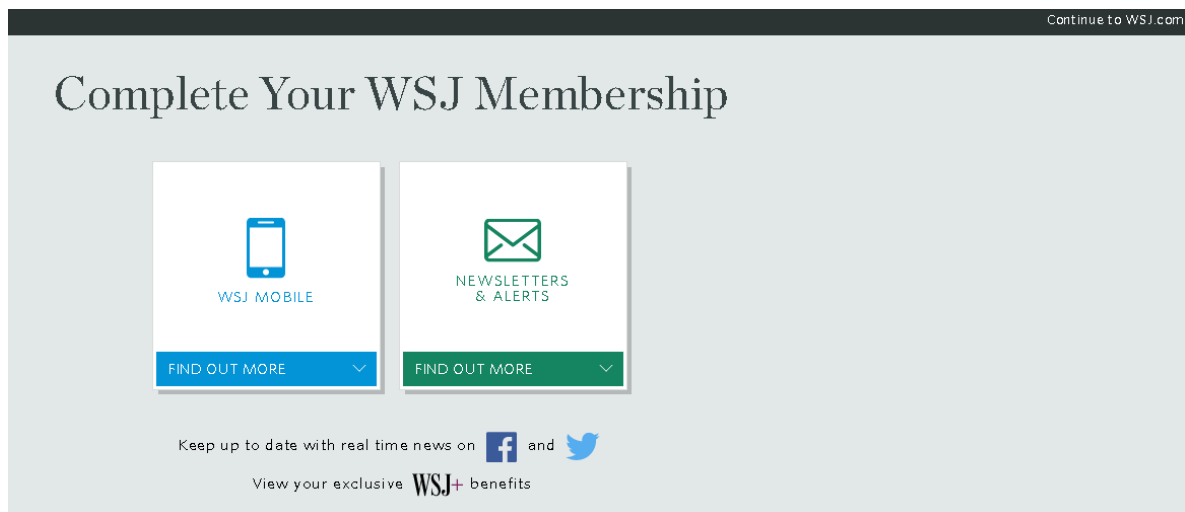 Continue to WSJ.com
Complete Your WSJ Membership
WSJ MOBILE
NEWSLETTERS
& ALERTS
FIND OUT MORE
FIND OUT MORE
Keep up to date with real time news on f and
View your exclusive WSJ+ benefits